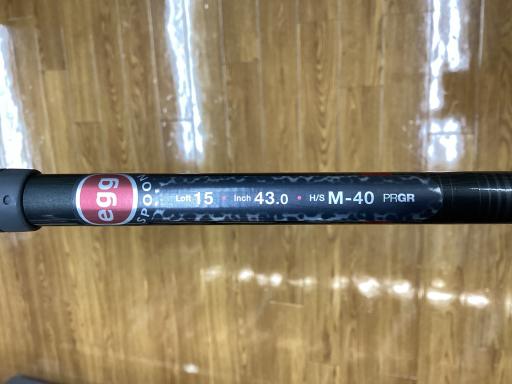 egg
SPOON
Loft 15 • Inch 43.0 • H/S M-40 PRGR